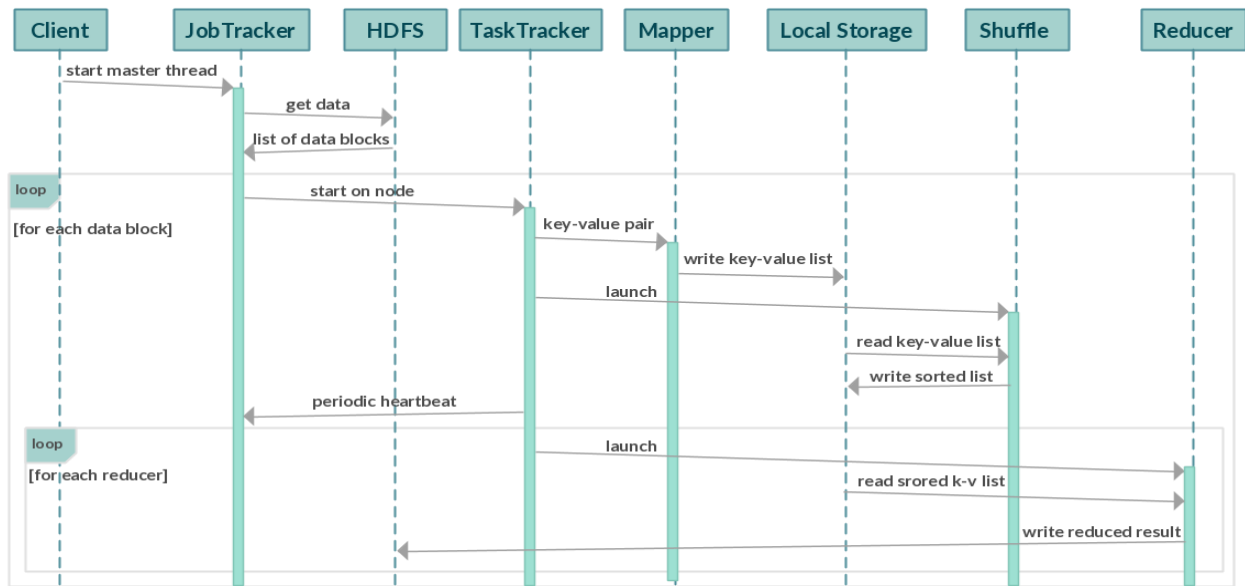 Client
JobTracker
HDFS
TaskTracker
Mapper
Local Storage
Shuffle
Reducer
start master thread
get data
list of data blocks
loop
start on node
[for each data block]
key-value pair
write key-value list
launch
read key-value list
write sorted list
periodic heartbeat
loop
launch
[for each reducer]
read srored k-v list
write reduced result